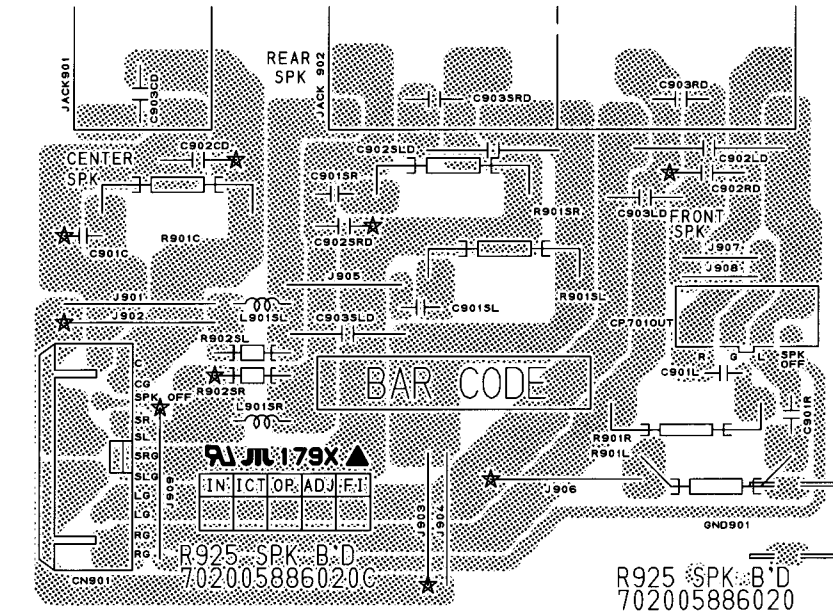 JACK901
C903CD
REAR
SPK
JACK 902
C903SRD
C903RD
CENTER
SPK
C902CD
C902SLD
C902LD
C901SR
C902RD
C903LD
FRONT
SPK
R901SR
C901C
R901C
C902SRD
J907
J908
J905
R901SL
J901
J902
L901SL
C903SLD
C901SL
CP701OUT
R902SL
R G L SPK
OFF
C901L
R902SR
BAR CODE
C
CG
SPK OFF
SR
SL
SRG
SLG
LG
LG
RG
RG
L901SR
C901R
R901R
R901L
JIL 179X
IN ICT OP. ADJ FI
J909
J903
J904
J906
GND901
CN901
R925 SPK B'D
702005886020C
R925 SPK B'D
702005886020